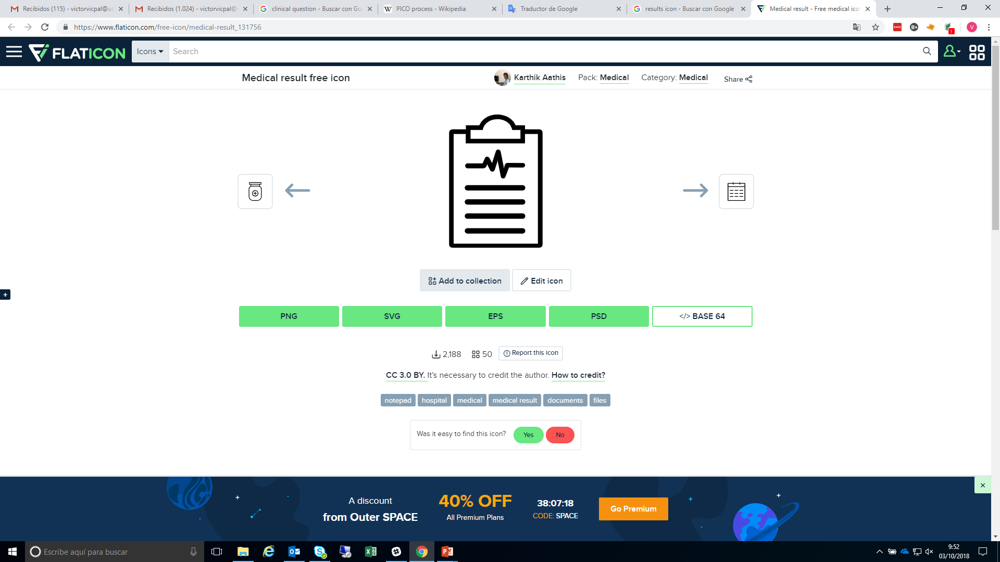 Recibidos (115) - victorvicpal@us
Recibidos (1.024) - victorvicpal@
clinical question - Buscar con Go
PICO process - Wikipedia
Traductor de Google
results icon - Buscar con Google
Medical result - Free medical ico
https://www.flaticon.com/free-icon/medical-result_131756
V
FLATICON
Icons
Search
Medical result free icon
Karthik Aathis
Pack: Medical
Category: Medical
Share
Add to collection
Edit icon
PNG
SVG
EPS
PSD
</> BASE 64
2,188
50
Report this icon
CC 3.0 BY. It's necessary to credit the author. How to credit?
notepad
hospital
medical
medical result
documents
files
Was it easy to find this icon?
Yes
No
A discount
from Outer SPACE
40% OFF
All Premium Plans
38:07:18
CODE: SPACE
Go Premium
Escribe aquí para buscar
9:52
03/10/2018